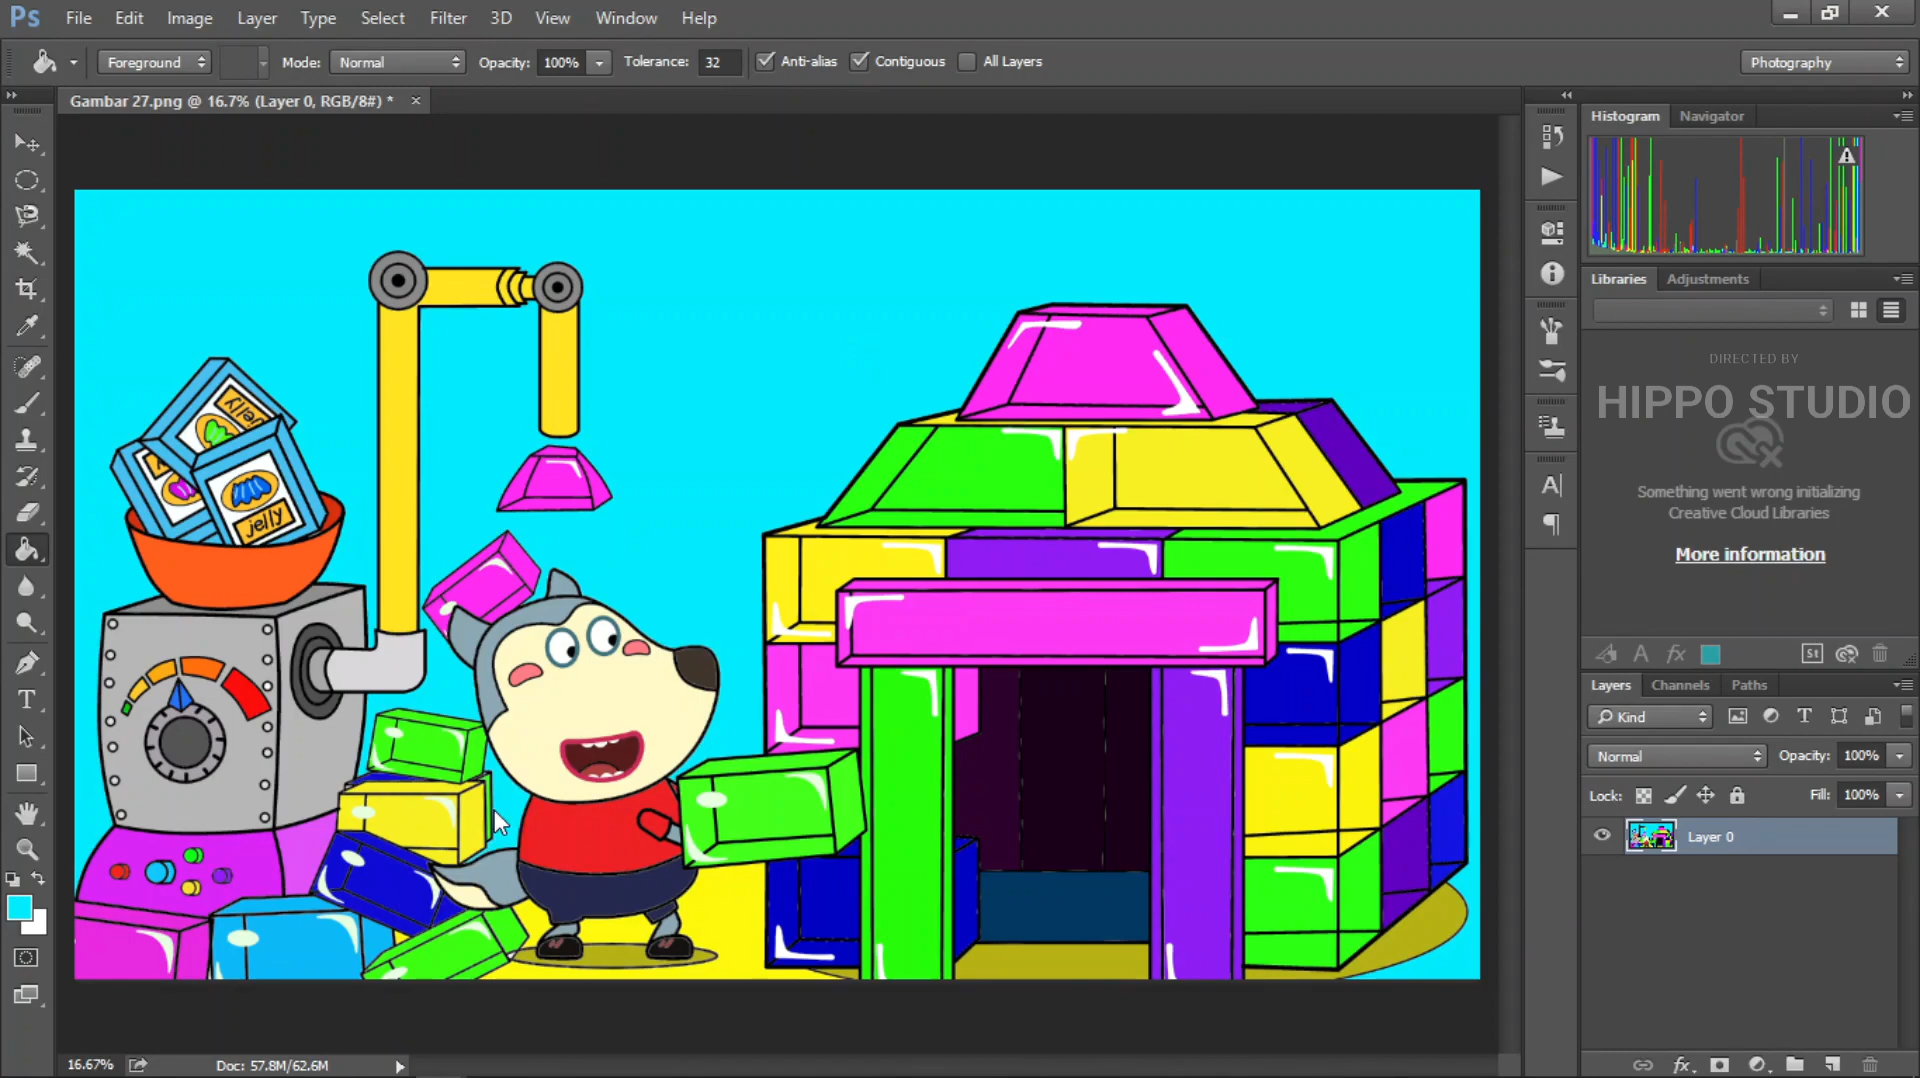 Ps File Edit Image Layer Type Select Filter 3D View Window Help
Foreground Mode: Normal Opacity: 100% Tolerance: 32 Anti-alias Contiguous All Layers Photography
Gambar 27.png @ 16.7% (Layer 0, RGB/8#) * ×
Histogram Navigator
Libraries Adjustments
DIRECTED BY
HIPPO STUDIO
Something went wrong initializing
Creative Cloud Libraries
More information
St
Layers Channels Paths
Kind
Normal Opacity: 100%
Lock: Fill: 100%
Layer 0
jelly
jelly
16.67% Doc: 57.8M/62.6M